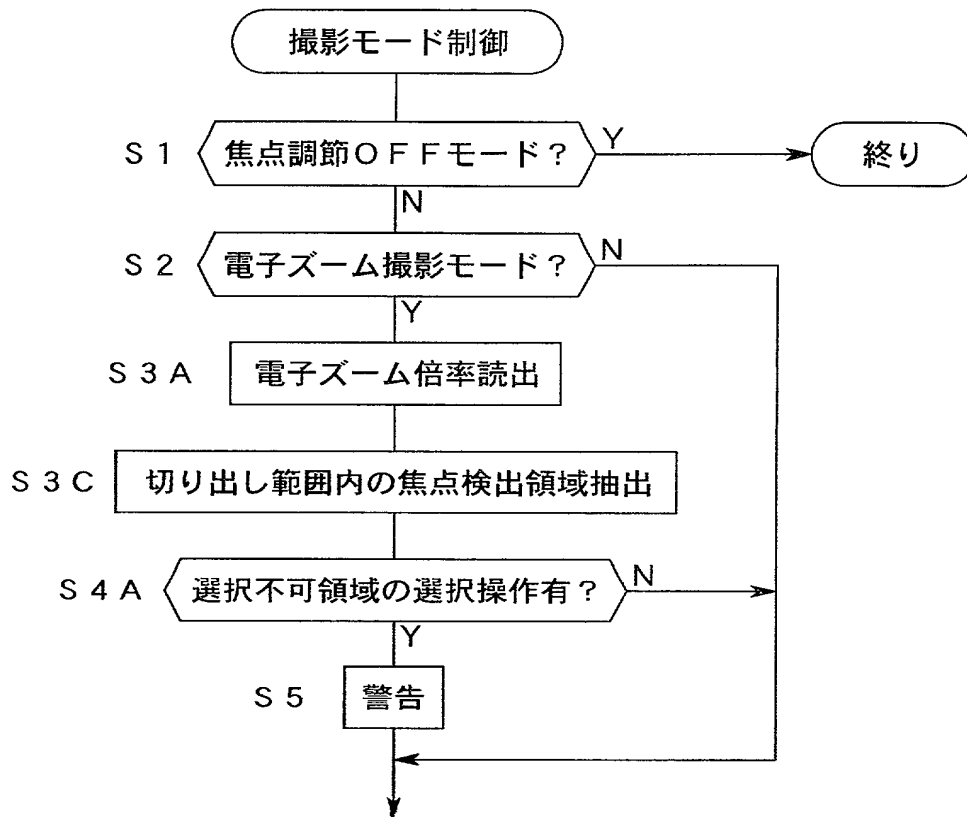 撮影モード制御
S1 焦点調節OFFモード? Y 終り
N
S2 電子ズーム撮影モード? N
Y
S3A 電子ズーム倍率読出
S3C 切り出し範囲内の焦点検出領域抽出
S4A 選択不可領域の選択操作有? N
Y
S5 警告